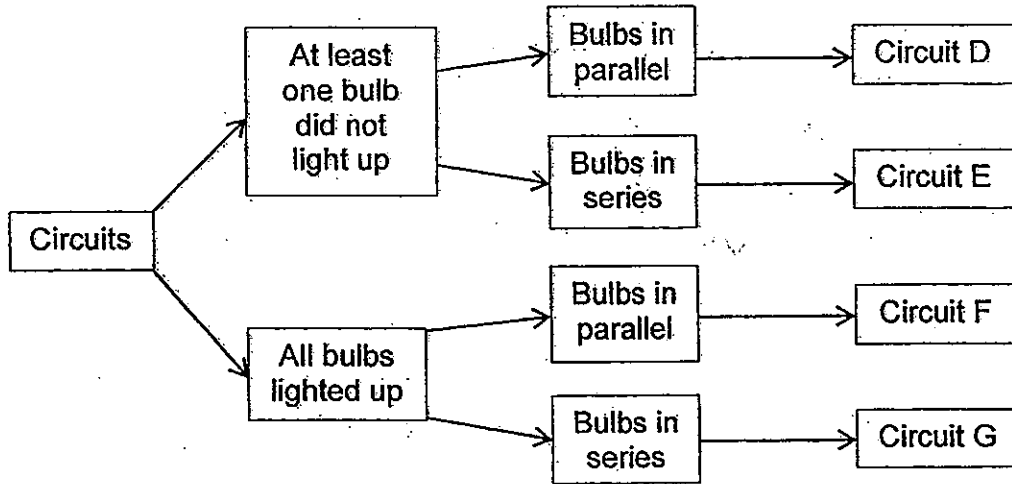 Circuits
At least
one bulb
did not
light up
Bulbs in
parallel
Circuit D
Bulbs in
series
Circuit E
All bulbs
lighted up
Bulbs in
parallel
Circuit F
Bulbs in
series
Circuit G